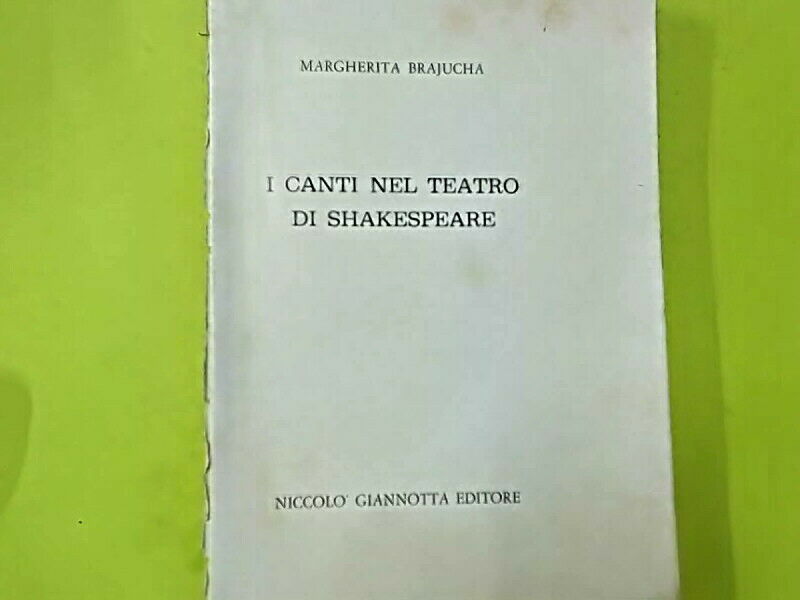 MARGHERITA BRAJUCHA
I CANTI NEL TEATRO
DI SHAKESPEARE
NICCOLO' GIANNOTTA EDITORE